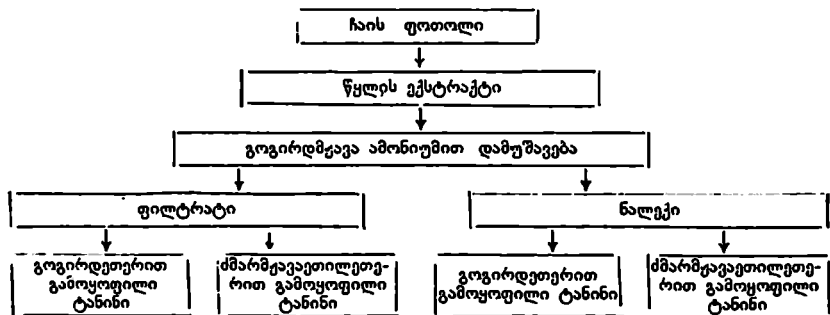 ჩაის ფოთოლი
წყლის ექსტრაქტი
გოგირდმჟავა ამონიუმით დამუშავება
ფილტრატი
ნალექი
გოგირდეთერით
გამოყოფილი
ტანინი
ძმარმჟავაეთილეთე-
რით გამოყოფილი
ტანინი
გოგირდეთერით
გამოყოფილი ტანინი
ძმარმჟავაეთილეთე-
რით გამოყოფილი
ტანინი